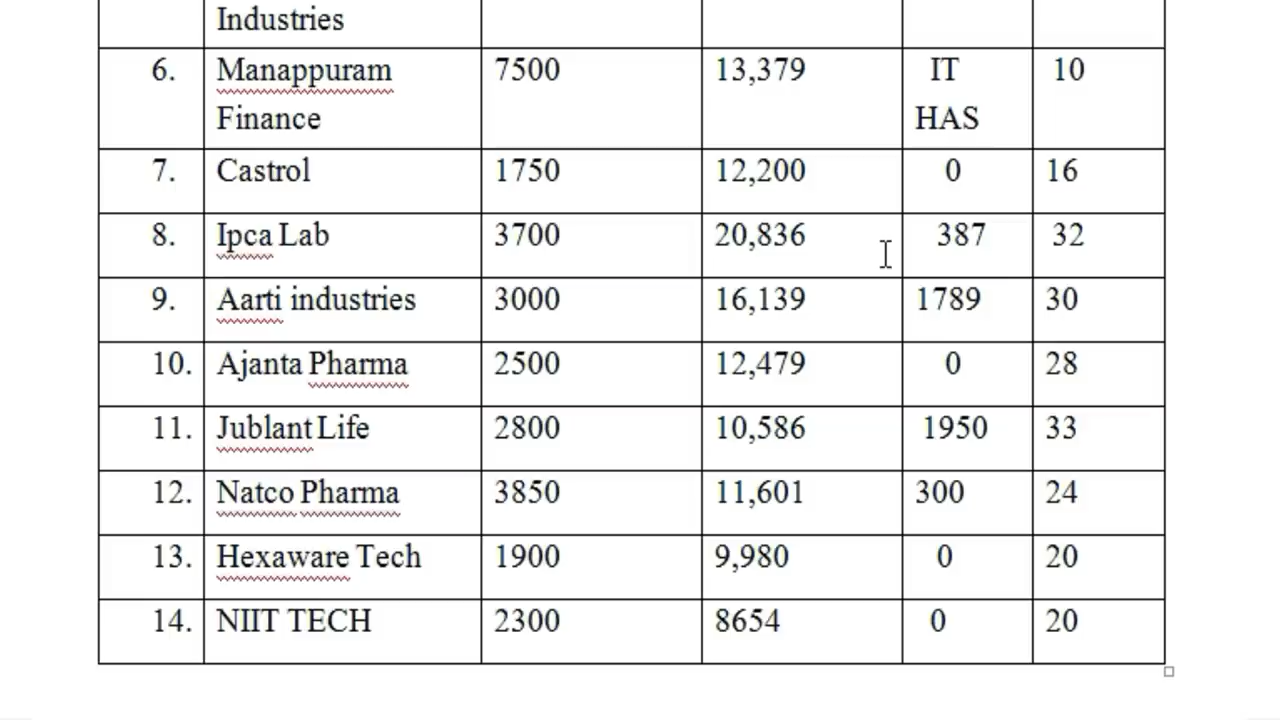 Industries
6. Manappuram Finance 7500 13,379 IT HAS 10
7. Castrol 1750 12,200 0 16
8. Ipca Lab 3700 20,836 387 32
9. Aarti industries 3000 16,139 1789 30
10. Ajanta Pharma 2500 12,479 0 28
11. Jublant Life 2800 10,586 1950 33
12. Natco Pharma 3850 11,601 300 24
13. Hexaware Tech 1900 9,980 0 20
14. NIIT TECH 2300 8654 0 20